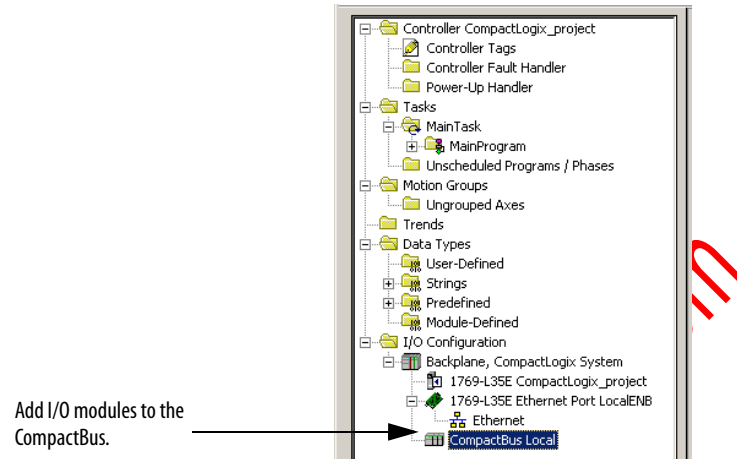 Controller CompactLogix_project
Controller Tags
Controller Fault Handler
Power-Up Handler
Tasks
MainTask
MainProgram
Unscheduled Programs / Phases
Motion Groups
Ungrouped Axes
Trends
Data Types
User-Defined
Strings
Predefined
Module-Defined
I/O Configuration
Backplane, CompactLogix System
1769-L35E CompactLogix_project
1769-L35E Ethernet Port LocalENB
Ethernet
CompactBus Local
Add I/O modules to the
CompactBus.